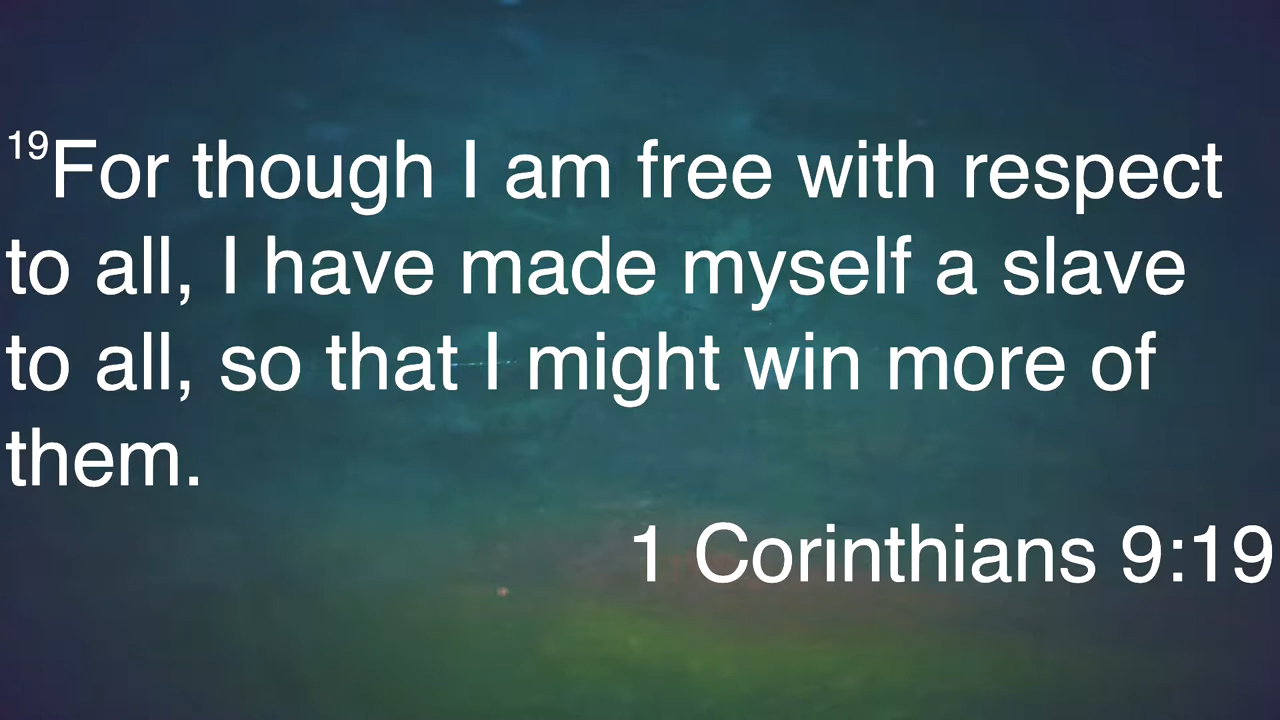 19For though I am free with respect
to all, I have made myself a slave
to all, so that I might win more of
them.
1 Corinthians 9:19